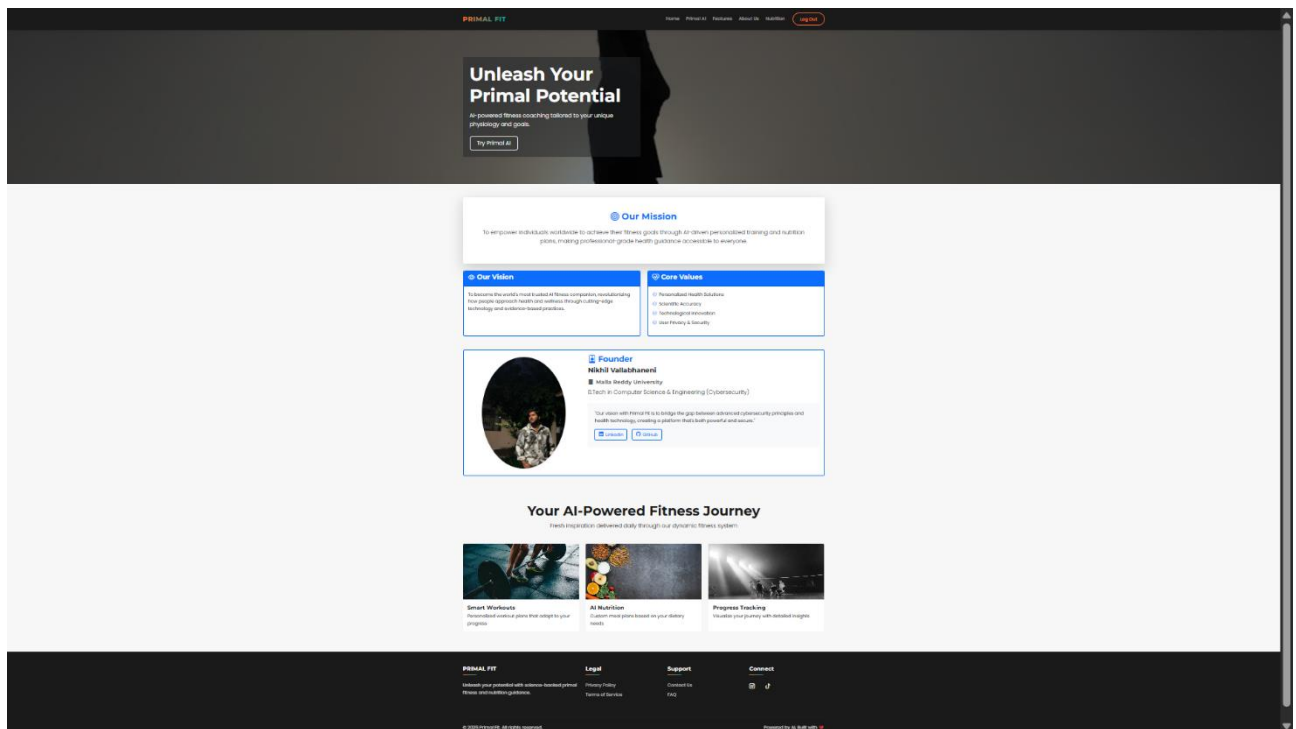 PRIMAL FIT
Home Primal AI Features About Us Nutrition Log Out
Unleash Your
Primal Potential
AI-powered fitness coaching tailored to your unique
physiology and goals.
Try Primal AI
Our Mission
To empower individuals worldwide to achieve their fitness goals through AI-driven personalized training and nutrition
plans, making professional-grade health guidance accessible to everyone.
Our Vision
To become the world's most trusted AI fitness companion, revolutionizing
how people approach health and wellness through cutting-edge
technology and evidence-based practices.
Core Values
Personalized Health Solutions
Scientific Accuracy
Technological Innovation
User Privacy & Security
Founder
Nikhil Vallabhaneni
Malla Reddy University
B.Tech in Computer Science & Engineering (Cybersecurity)
"Our vision with Primal Fit is to bridge the gap between advanced cybersecurity principles and
health technology, creating a platform that's both powerful and secure."
LinkedIn GitHub
Your AI-Powered Fitness Journey
Fresh inspiration delivered daily through our dynamic fitness system
Smart Workouts
Personalized workout plans that adapt to your
progress
AI Nutrition
Custom meal plans based on your dietary
needs
Progress Tracking
Visualize your journey with detailed insights
PRIMAL FIT
Unleash your potential with science-backed primal
fitness and nutrition guidance.
Legal
Privacy Policy
Terms of Service
Support
Contact Us
FAQ
Connect
© 2025 Primal Fit. All rights reserved.
Powered by AI, Built with